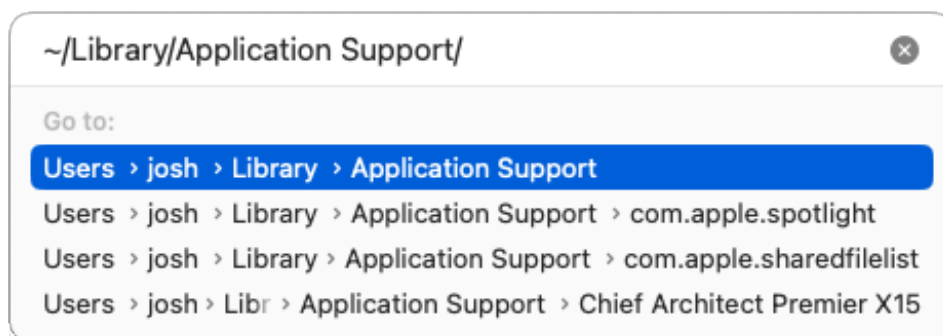 ~/Library/Application Support/
Go to:
Users › josh › Library › Application Support
Users › josh › Library › Application Support › com.apple.spotlight
Users › josh › Library › Application Support › com.apple.sharedfilelist
Users › josh › Libr › Application Support › Chief Architect Premier X15